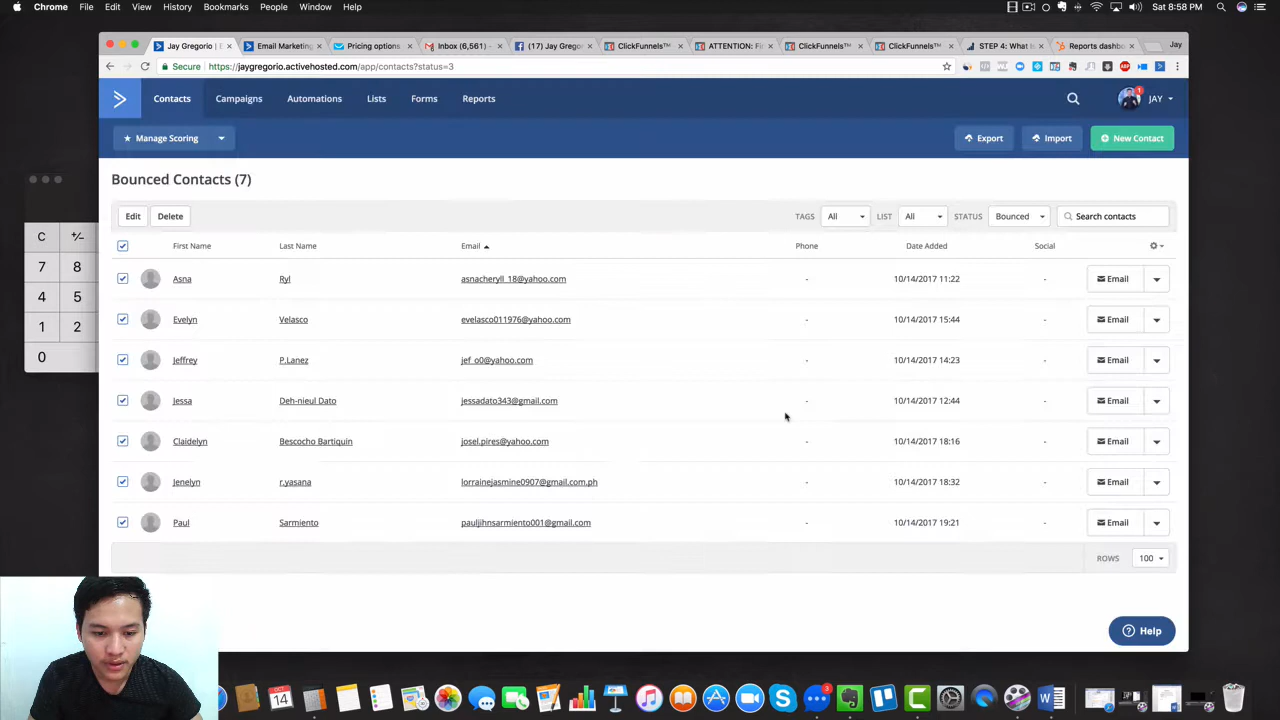 Chrome File Edit View History Bookmarks People Window Help Sat 8:58 PM
Jay Gregorio | E Email Marketing Pricing options Inbox (6,561) (17) Jay Grego ClickFunnels ATTENTION: Fi ClickFunnels™ ClickFunnels™ STEP 4: What I Reports dashbo Jay
Secure https://jaygregorio.activehosted.com/app/contacts?status=3
Contacts Campaigns Automations Lists Forms Reports 1 JAY
Manage Scoring Export Import New Contact
Bounced Contacts (7)
Edit Delete TAGS All LIST All STATUS Bounced Search contacts
First Name Last Name Email Phone Date Added Social
Asna Ryl asnacheryll_18@yahoo.com - 10/14/2017 11:22 - Email
Evelyn Velasco evelasco011976@yahoo.com - 10/14/2017 15:44 - Email
Jeffrey P.Lanez jef_o0@yahoo.com - 10/14/2017 14:23 - Email
Jessa Deh-nieul Dato jessadato343@gmail.com - 10/14/2017 12:44 - Email
Claidelyn Bescocho Bartiquin josel.pires@yahoo.com - 10/14/2017 18:16 - Email
Jenelyn r.yasana lorrainejasmine0907@gmail.com.ph - 10/14/2017 18:32 - Email
Paul Sarmiento pauljihnsarmiento001@gmail.com - 10/14/2017 19:21 - Email
ROWS 100
Help
C +/-
7 8
4 5
1 2
0
OCT
14
3